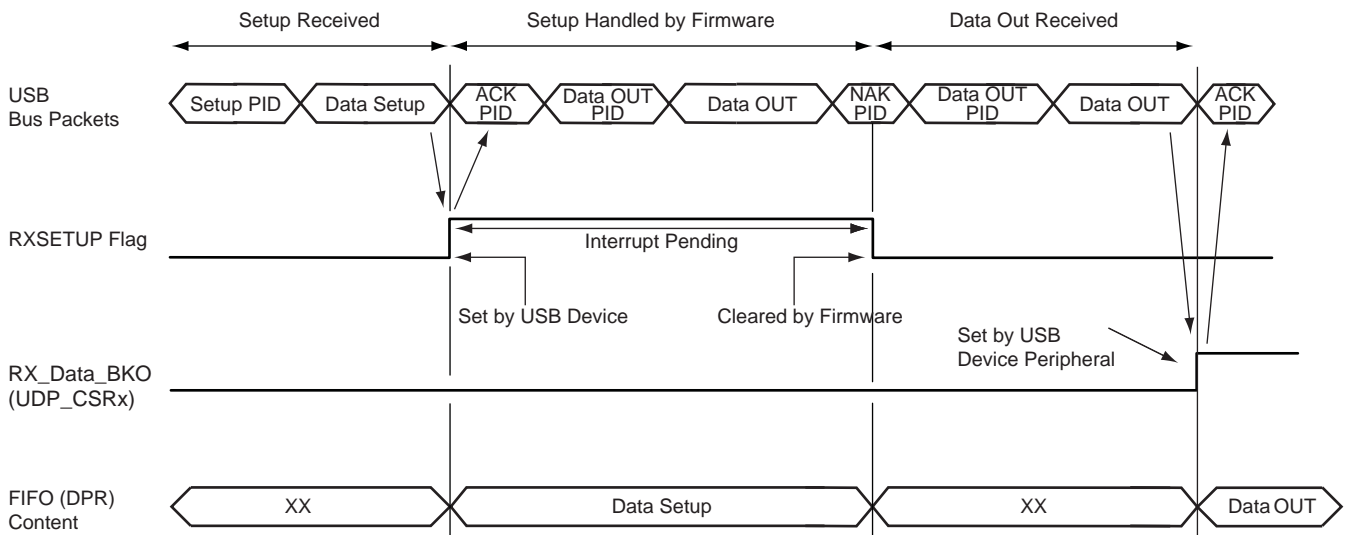 Setup Received
Setup Handled by Firmware
Data Out Received
USB
Bus Packets
Setup PID
Data Setup
ACK
PID
Data OUT
PID
Data OUT
NAK
PID
Data OUT
PID
Data OUT
ACK
PID
RXSETUP Flag
Interrupt Pending
Set by USB Device
Cleared by Firmware
Set by USB
Device Peripheral
RX_Data_BKO
(UDP_CSRx)
FIFO (DPR)
Content
XX
Data Setup
XX
Data OUT